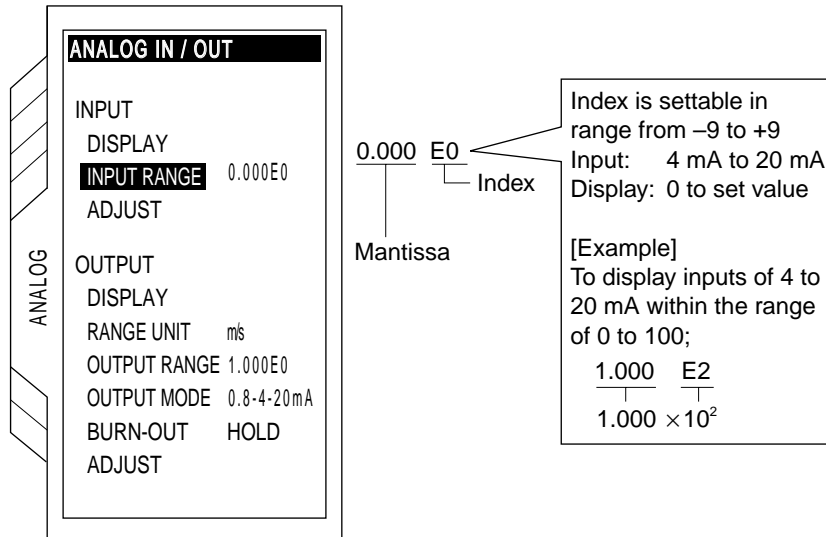 ANALOG IN / OUT
INPUT
DISPLAY
INPUT RANGE 0.000E0
ADJUST
OUTPUT
DISPLAY
RANGE UNIT m/s
OUTPUT RANGE 1.000E0
OUTPUT MODE 0.8-4-20mA
BURN-OUT HOLD
ADJUST
ANALOG
0.000 E0
Index
Mantissa
Index is settable in
range from –9 to +9
Input: 4 mA to 20 mA
Display: 0 to set value
[Example]
To display inputs of 4 to
20 mA within the range
of 0 to 100;
1.000 E2
1.000 ×10²